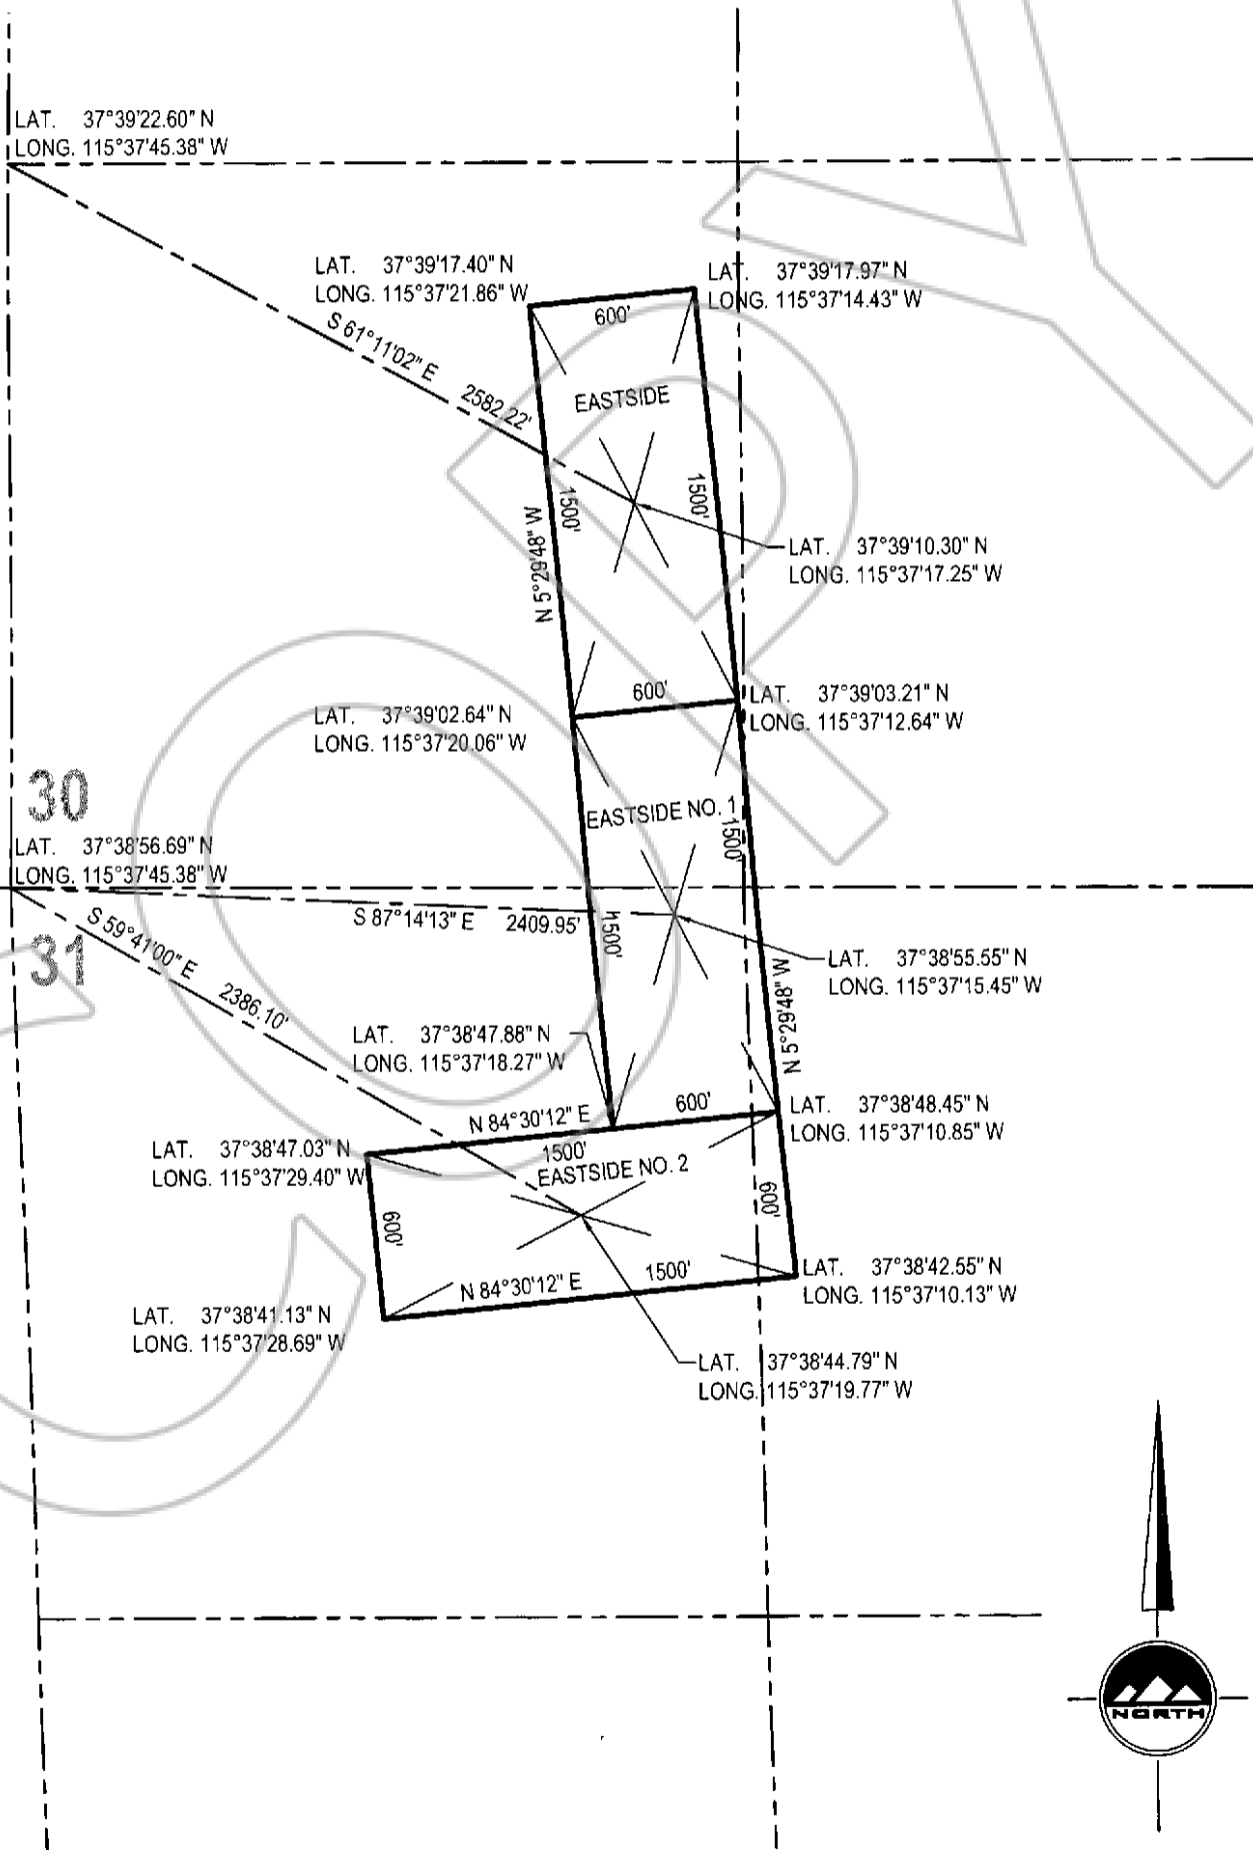 LAT. 37°39'22.60" N
LONG. 115°37'45.38" W
LAT. 37°39'17.40" N
LONG. 115°37'21.86" W
LAT. 37°39'17.97" N
LONG. 115°37'14.43" W
600'
S 61°11'02" E 2582.22'
EASTSIDE
1500'
1500'
N 5°29'48" W
LAT. 37°39'10.30" N
LONG. 115°37'17.25" W
600'
LAT. 37°39'03.21" N
LONG. 115°37'12.64" W
LAT. 37°39'02.64" N
LONG. 115°37'20.06" W
30
EASTSIDE NO. 1
1500'
LAT. 37°38'56.69" N
LONG. 115°37'45.38" W
S 87°14'13" E 2409.95'
1500'
S 59°41'00" E 2386.10'
31
LAT. 37°38'55.55" N
LONG. 115°37'15.45" W
N 5°29'48" W
LAT. 37°38'47.88" N
LONG. 115°37'18.27" W
N 84°30'12" E
600'
LAT. 37°38'48.45" N
LONG. 115°37'10.85" W
LAT. 37°38'47.03" N
LONG. 115°37'29.40" W
1500'
EASTSIDE NO. 2
600'
600'
N 84°30'12" E 1500'
LAT. 37°38'42.55" N
LONG. 115°37'10.13" W
LAT. 37°38'41.13" N
LONG. 115°37'28.69" W
LAT. 37°38'44.79" N
LONG. 115°37'19.77" W
NORTH
COPY